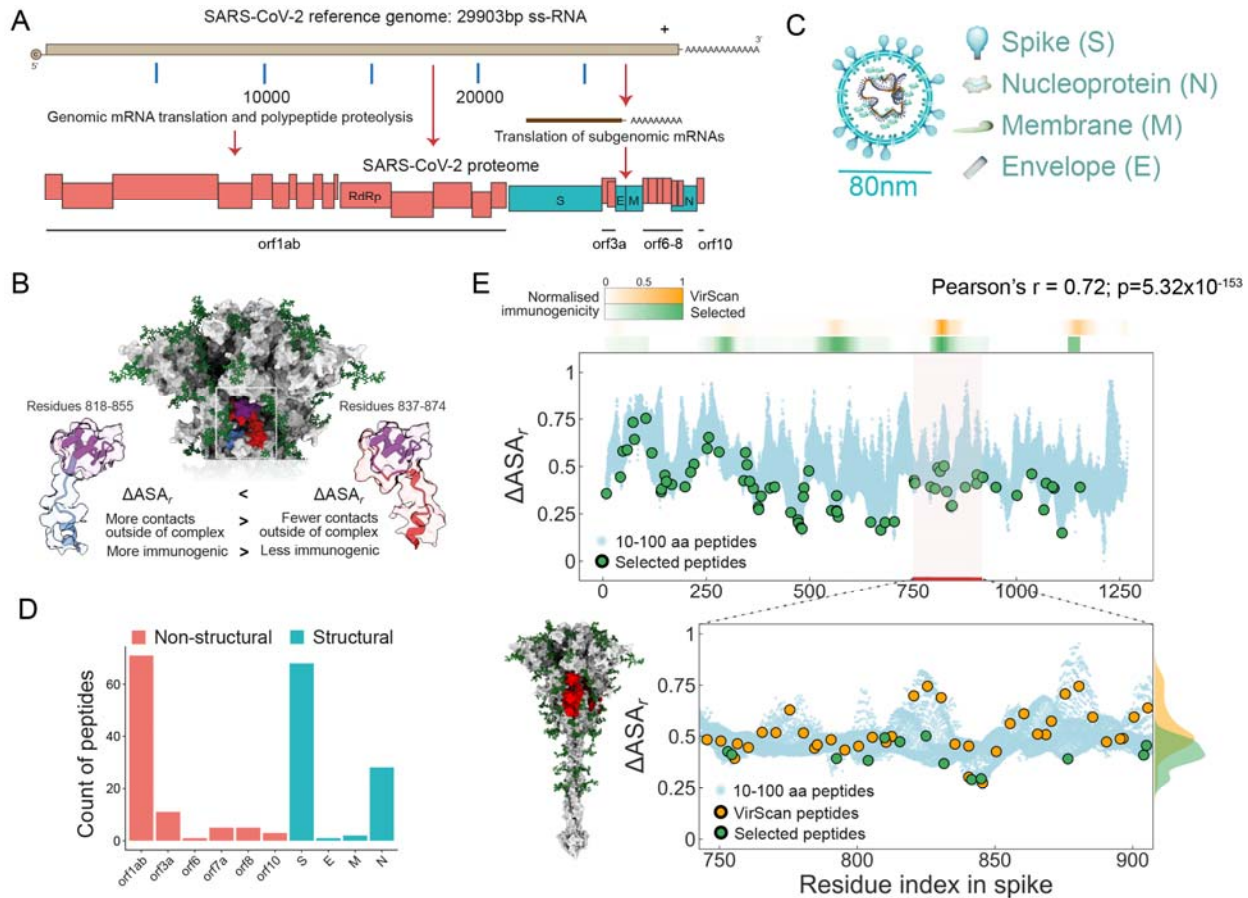 A
SARS-CoV-2 reference genome: 29903bp ss-RNA
+
3'
C
5'
AAAAAAAAAAAAA
10000
20000
Genomic mRNA translation and polypeptide proteolysis
AAAAAAAAA
Translation of subgenomic mRNAs
SARS-CoV-2 proteome
RdRp
S
E
M
N
orf1ab
orf3a
orf6-8
orf10
C
Spike (S)
Nucleoprotein (N)
Membrane (M)
Envelope (E)
80nm
B
Residues 818-855
Residues 837-874
ΔASAr < ΔASAr
More contacts outside of complex > Fewer contacts outside of complex
More immunogenic > Less immunogenic
D
Non-structural
Structural
Count of peptides
60
40
20
0
orf1ab
orf3a
orf6
orf7a
orf8
orf10
S
E
M
N
E
0 0.5 1
Normalised immunogenicity
VirScan
Selected
Pearson's r = 0.72; p=5.32x10-153
ΔASAr
1
0.75
0.5
0.25
0
10-100 aa peptides
Selected peptides
0 250 500 750 1000 1250
ΔASAr
1
0.75
0.5
0.25
0
10-100 aa peptides
VirScan peptides
Selected peptides
750 800 850 900
Residue index in spike